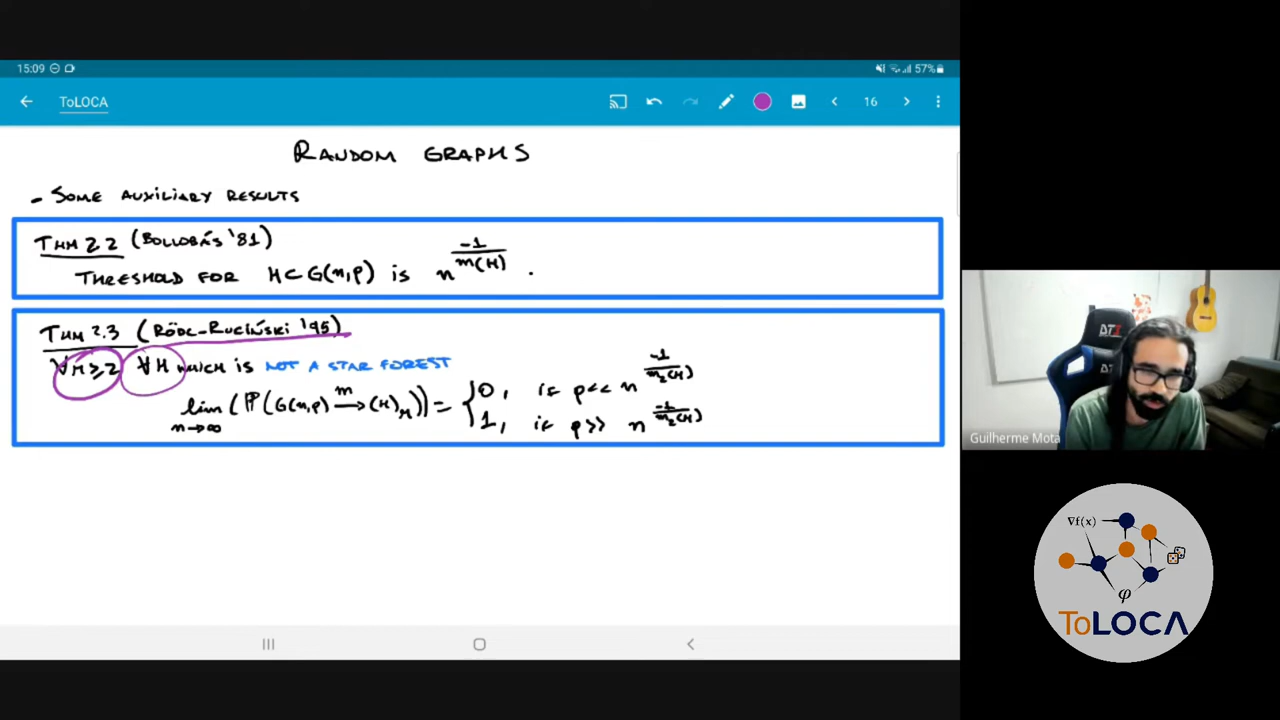 15:09
57%
ToLOCA
16
RANDOM GRAPHS
- SOME AUXILIARY RESULTS
THM 2.2 (BOLLOBÁS '81)
THRESHOLD FOR H ⊂ G(n,p) is n^{-1/m(H)}.
THM 2.3 (RÖDL-RUCIŃSKI '95)
∀ r ≥ 2 ∀ H WHICH IS NOT A STAR FOREST
lim_{n→∞} (ℙ(G(n,p) →^m (H)_r)) = { 0, if p << n^{-1/m_2(H)}
1, if p >> n^{-1/m_2(H)}
Guilherme Mota
∇f(x)
φ
ToLOCA